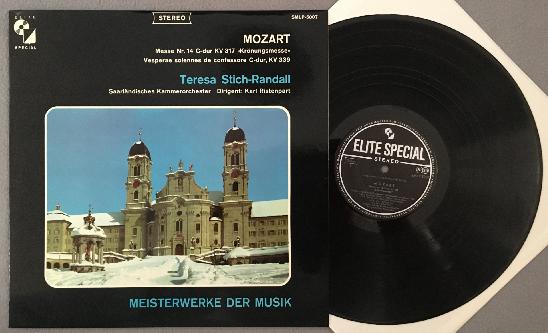 ELITE
SPECIAL
STEREO
SMLP-5007
MOZART
Messe Nr. 14 C-dur KV 317 «Krönungsmesse»
Vesperae solennes de confessore C-dur, KV 339
Teresa Stich-Randall
Saarländisches Kammerorchester Dirigent: Karl Ristenpart
MEISTERWERKE DER MUSIK
ELITE SPECIAL
STEREO
MOZART